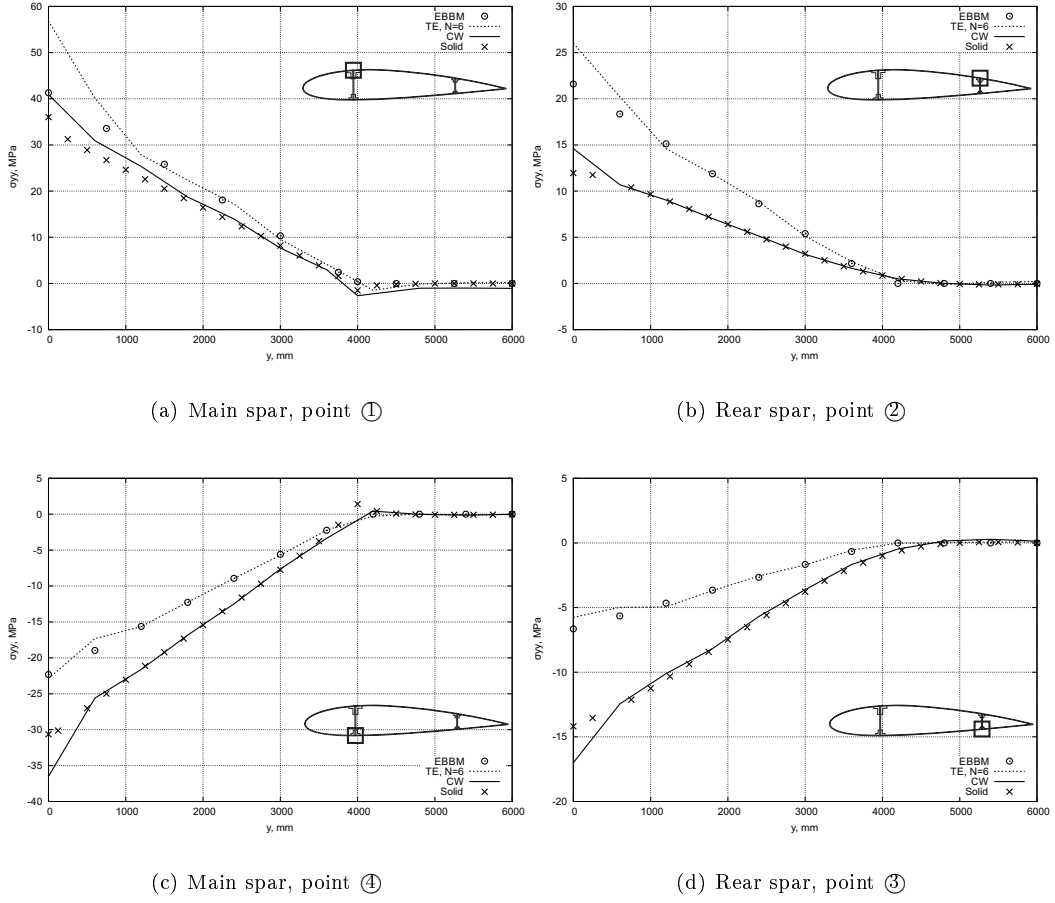 60
50
40
30
20
10
0
-10
0 1000 2000 3000 4000 5000 6000
σyy, MPa
y, mm
EBBM
TE, N=6
CW
Solid
(a) Main spar, point ①
30
25
20
15
10
5
0
-5
0 1000 2000 3000 4000 5000 6000
σyy, MPa
y, mm
EBBM
TE, N=6
CW
Solid
(b) Rear spar, point ②
5
0
-5
-10
-15
-20
-25
-30
-35
-40
0 1000 2000 3000 4000 5000 6000
σyy, MPa
y, mm
EBBM
TE, N=6
CW
Solid
(c) Main spar, point ④
5
0
-5
-10
-15
-20
0 1000 2000 3000 4000 5000 6000
σyy, MPa
y, mm
EBBM
TE, N=6
CW
Solid
(d) Rear spar, point ③